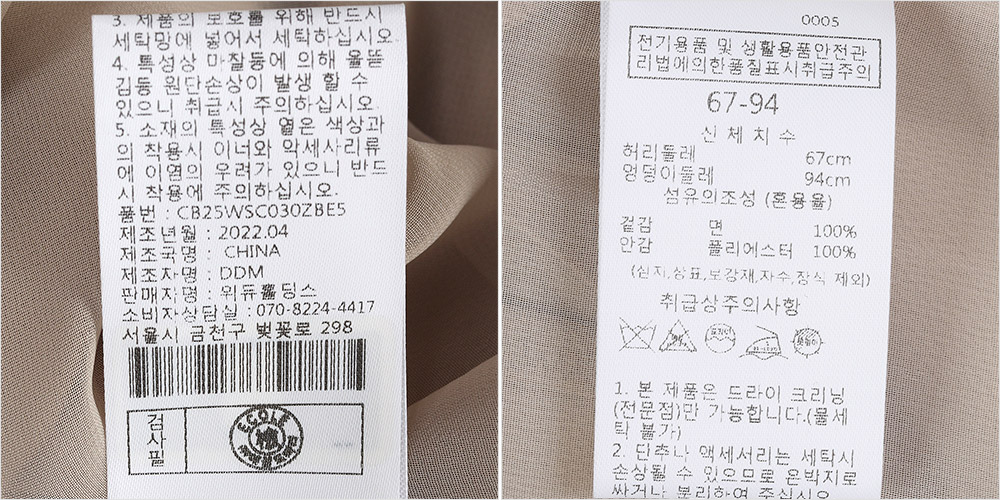 3. 제품의 보호를 위해 반드시
세탁망에 넣어서 세탁하십시오.
4. 특성상 마찰등에 의해 올뜯
김등 원단손상이 발생 할 수
있으니 취급시 주의하십시오.
5. 소재의 특성상 옅은 색상과
의 착용시 이너와 악세사리류
에 이염의 우려가 있으니 반드
시 착용에 주의하십시오.
품번 : CB25WSC030ZBE5
제조년월 : 2022.04
제조국명 : CHINA
제조자명 : DDM
판매자명 : 위듀홀딩스
소비자상담실 : 070-8224-4417
서울시 금천구 벚꽃로 298
검사필
ECOLE
0005
전기용품 및 생활용품안전관
리법에의한품질표시취급주의
67-94
신체치수
허리둘레 67cm
엉덩이둘레 94cm
섬유의조성 (혼용율)
겉감 면 100%
안감 폴리에스터 100%
(심지,상표,보강재,자수,장식 제외)
취급상주의사항
1. 본 제품은 드라이 크리닝
(전문점)만 가능합니다.(물세
탁 불가)
2. 단추나 액세서리는 세탁시
손상될 수 있으므로 은박지로
싸거나 분리하여 주십시오